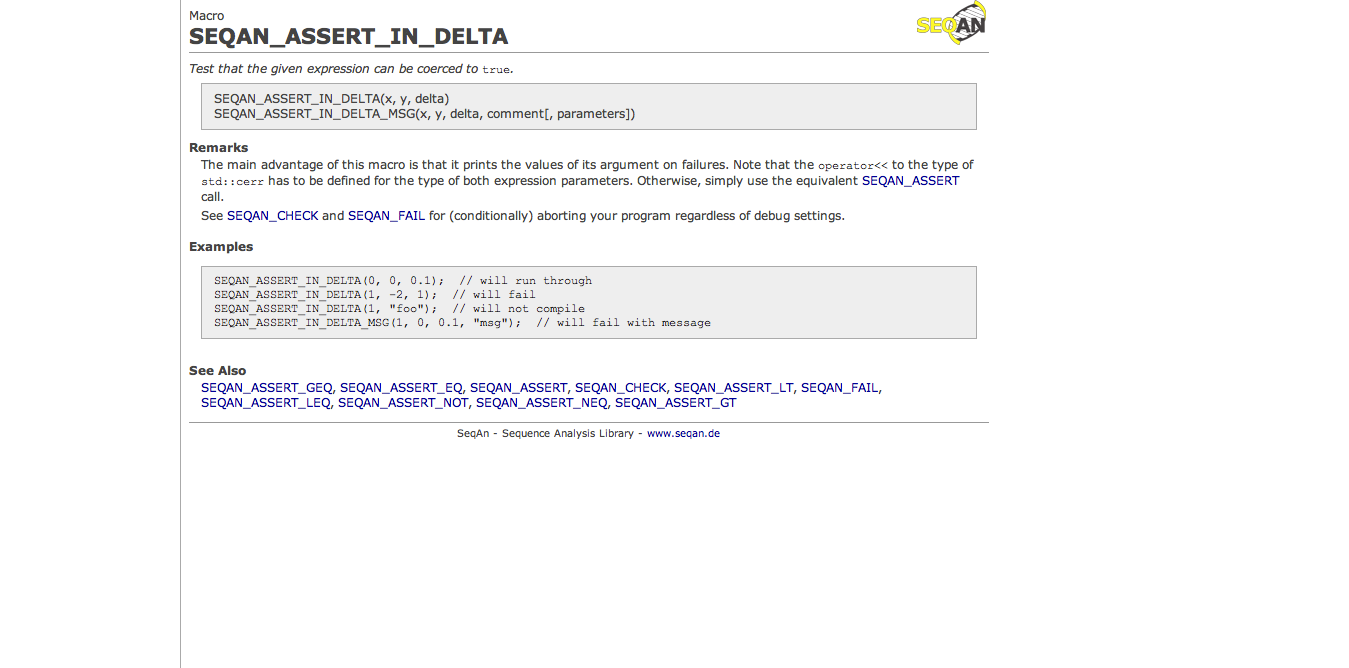 Macro
SEQAN
SEQAN_ASSERT_IN_DELTA
Test that the given expression can be coerced to true.
SEQAN_ASSERT_IN_DELTA(x, y, delta)
SEQAN_ASSERT_IN_DELTA_MSG(x, y, delta, comment[, parameters])
Remarks
The main advantage of this macro is that it prints the values of its argument on failures. Note that the operator<< to the type of
std::cerr has to be defined for the type of both expression parameters. Otherwise, simply use the equivalent SEQAN_ASSERT
call.
See SEQAN_CHECK and SEQAN_FAIL for (conditionally) aborting your program regardless of debug settings.
Examples
SEQAN_ASSERT_IN_DELTA(0, 0, 0.1);  // will run through
SEQAN_ASSERT_IN_DELTA(1, -2, 1);  // will fail
SEQAN_ASSERT_IN_DELTA(1, "foo");  // will not compile
SEQAN_ASSERT_IN_DELTA_MSG(1, 0, 0.1, "msg");  // will fail with message
See Also
SEQAN_ASSERT_GEQ, SEQAN_ASSERT_EQ, SEQAN_ASSERT, SEQAN_CHECK, SEQAN_ASSERT_LT, SEQAN_FAIL,
SEQAN_ASSERT_LEQ, SEQAN_ASSERT_NOT, SEQAN_ASSERT_NEQ, SEQAN_ASSERT_GT
SeqAn - Sequence Analysis Library - www.seqan.de